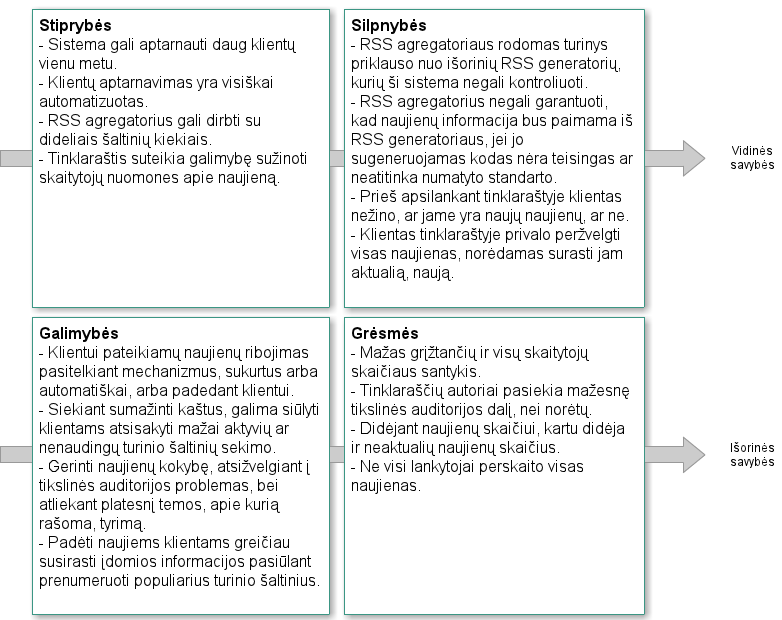 Stiprybės
- Sistema gali aptarnauti daug klientų
vienu metu.
- Klientų aptarnavimas yra visiškai
automatizuotas.
- RSS agregatorius gali dirbti su
dideliais šaltinių kiekiais.
- Tinklaraštis suteikia galimybę sužinoti
skaitytojų nuomones apie naujieną.
Silpnybės
- RSS agregatoriaus rodomas turinys
priklauso nuo išorinių RSS generatorių,
kurių ši sistema negali kontroliuoti.
- RSS agregatorius negali garantuoti,
kad naujienų informacija bus paimama iš
RSS generatoriaus, jei jo
sugeneruojamas kodas nėra teisingas ar
neatitinka numatyto standarto.
- Prieš apsilankant tinklaraštyje klientas
nežino, ar jame yra naujų naujienų, ar ne.
- Klientas tinklaraštyje privalo peržvelgti
visas naujienas, norėdamas surasti jam
aktualią, naują.
Vidinės
savybės
Galimybės
- Klientui pateikiamų naujienų ribojimas
pasitelkiant mechanizmus, sukurtus arba
automatiškai, arba padedant klientui.
- Siekiant sumažinti kaštus, galima siūlyti
klientams atsisakyti mažai aktyvių ar
nenaudingų turinio šaltinių sekimo.
- Gerinti naujienų kokybę, atsižvelgiant į
tikslinės auditorijos problemas, bei
atliekant platesnį temos, apie kurią
rašoma, tyrimą.
- Padėti naujiems klientams greičiau
susirasti įdomios informacijos pasiūlant
prenumeruoti populiarius turinio šaltinius.
Grėsmės
- Mažas grįžtančių ir visų skaitytojų
skaičiaus santykis.
- Tinklaraščių autoriai pasiekia mažesnę
tikslinės auditorijos dalį, nei norėtų.
- Didėjant naujienų skaičiui, kartu didėja
ir neaktualių naujienų skaičius.
- Ne visi lankytojai perskaito visas
naujienas.
Išorinės
savybės